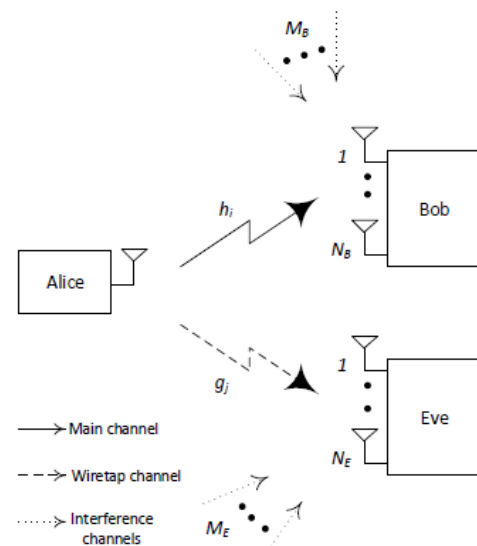 M_B
1
Bob
h_i
N_B
Alice
1
g_j
Eve
Main channel
N_E
Wiretap channel
Interference
channels
M_E